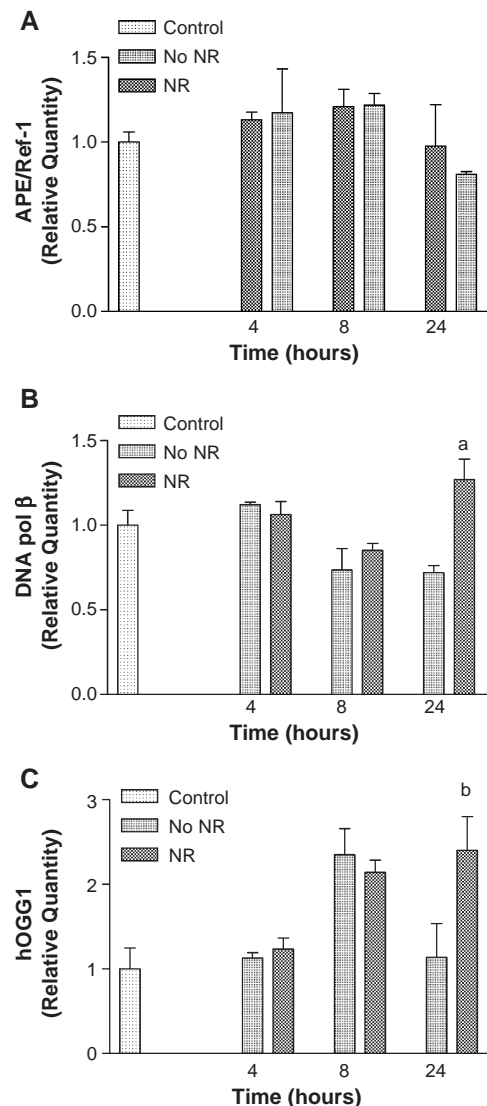 A
Control
No NR
NR
1.5
1.0
0.5
0.0
APE/Ref-1
(Relative Quantity)
4 8 24
Time (hours)
B
Control
No NR
NR
a
1.5
1.0
0.5
0.0
DNA pol β
(Relative Quantity)
4 8 24
Time (hours)
C
Control
No NR
NR
b
3
2
1
0
hOGG1
(Relative Quantity)
4 8 24
Time (hours)